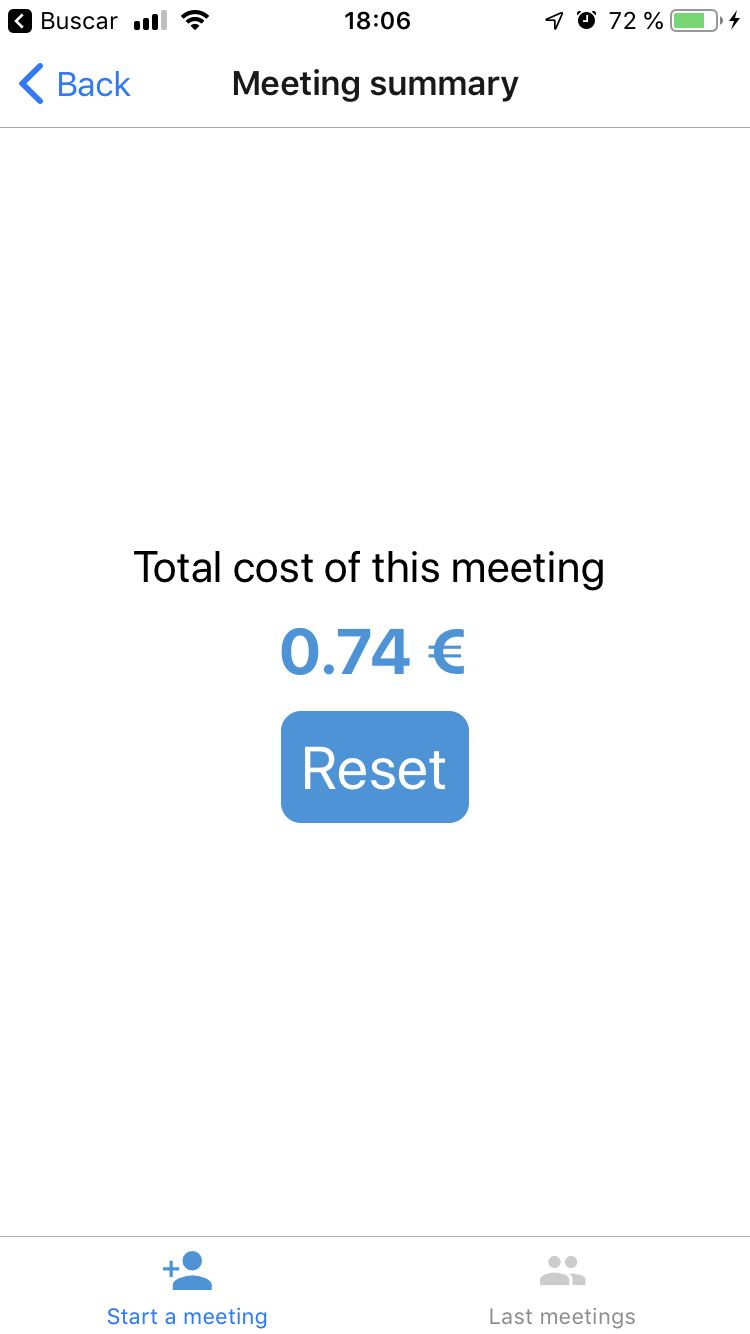 Buscar 18:06 72 %
Back Meeting summary
Total cost of this meeting
0.74 €
Reset
Start a meeting Last meetings